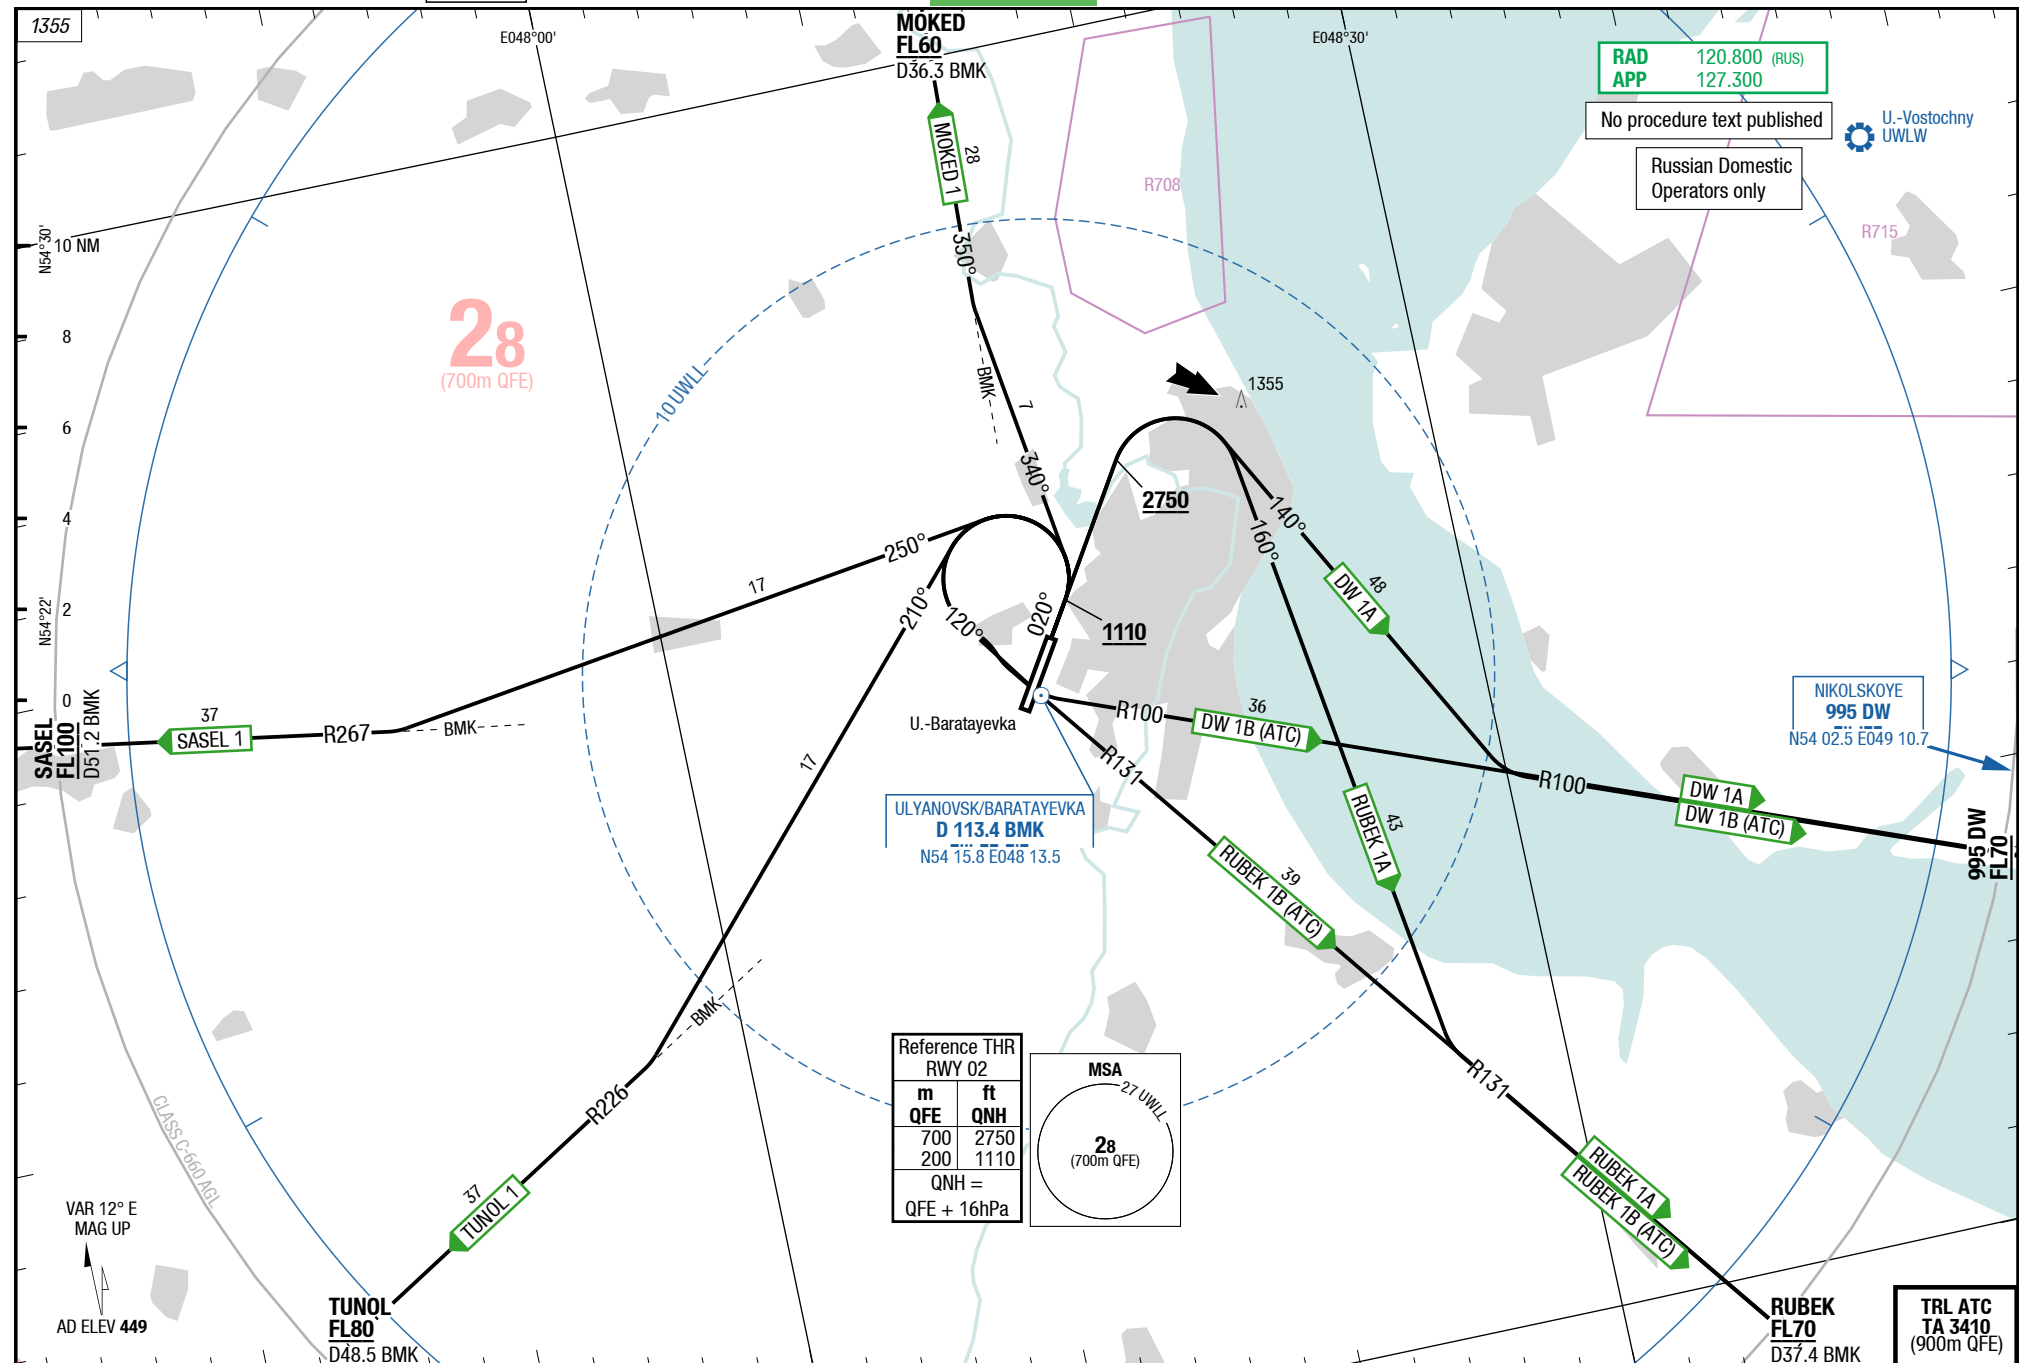 1355
E048°00'
MOKED
FL60
D36.3 BMK
E048°30'
RAD 120.800 (RUS)
APP 127.300
No procedure text published
U.-Vostochny
UWLW
Russian Domestic
Operators only
R708
R715
MOKED 1
28
350°
N54°30'
10 NM
8
6
4
2
0
N54°22'
28
(700m QFE)
10 UWLL
BMK
7
340°
1355
2750
140°
160°
48
DW 1A
250°
17
210°
120°
020°
1110
SASEL
FL100
D51.2 BMK
37
SASEL 1
R267
BMK
U.-Baratayevka
R100
36
DW 1B (ATC)
R131
NIKOLSKOYE
995 DW
N54 02.5 E049 10.7
R100
DW 1A
DW 1B (ATC)
995 DW
FL70
17
ULYANOVSK/BARATAYEVKA
D 113.4 BMK
N54 15.8 E048 13.5
43
RUBEK 1A
39
RUBEK 1B (ATC)
BMK
R226
37
TUNOL 1
Reference THR
RWY 02
m ft
QFE QNH
700 2750
200 1110
QNH =
QFE + 16hPa
MSA
27 UWLL
28
(700m QFE)
R131
RUBEK 1A
RUBEK 1B (ATC)
CLASS C-660 AGL
VAR 12° E
MAG UP
AD ELEV 449
TUNOL
FL80
D48.5 BMK
RUBEK
FL70
D37.4 BMK
TRL ATC
TA 3410
(900m QFE)